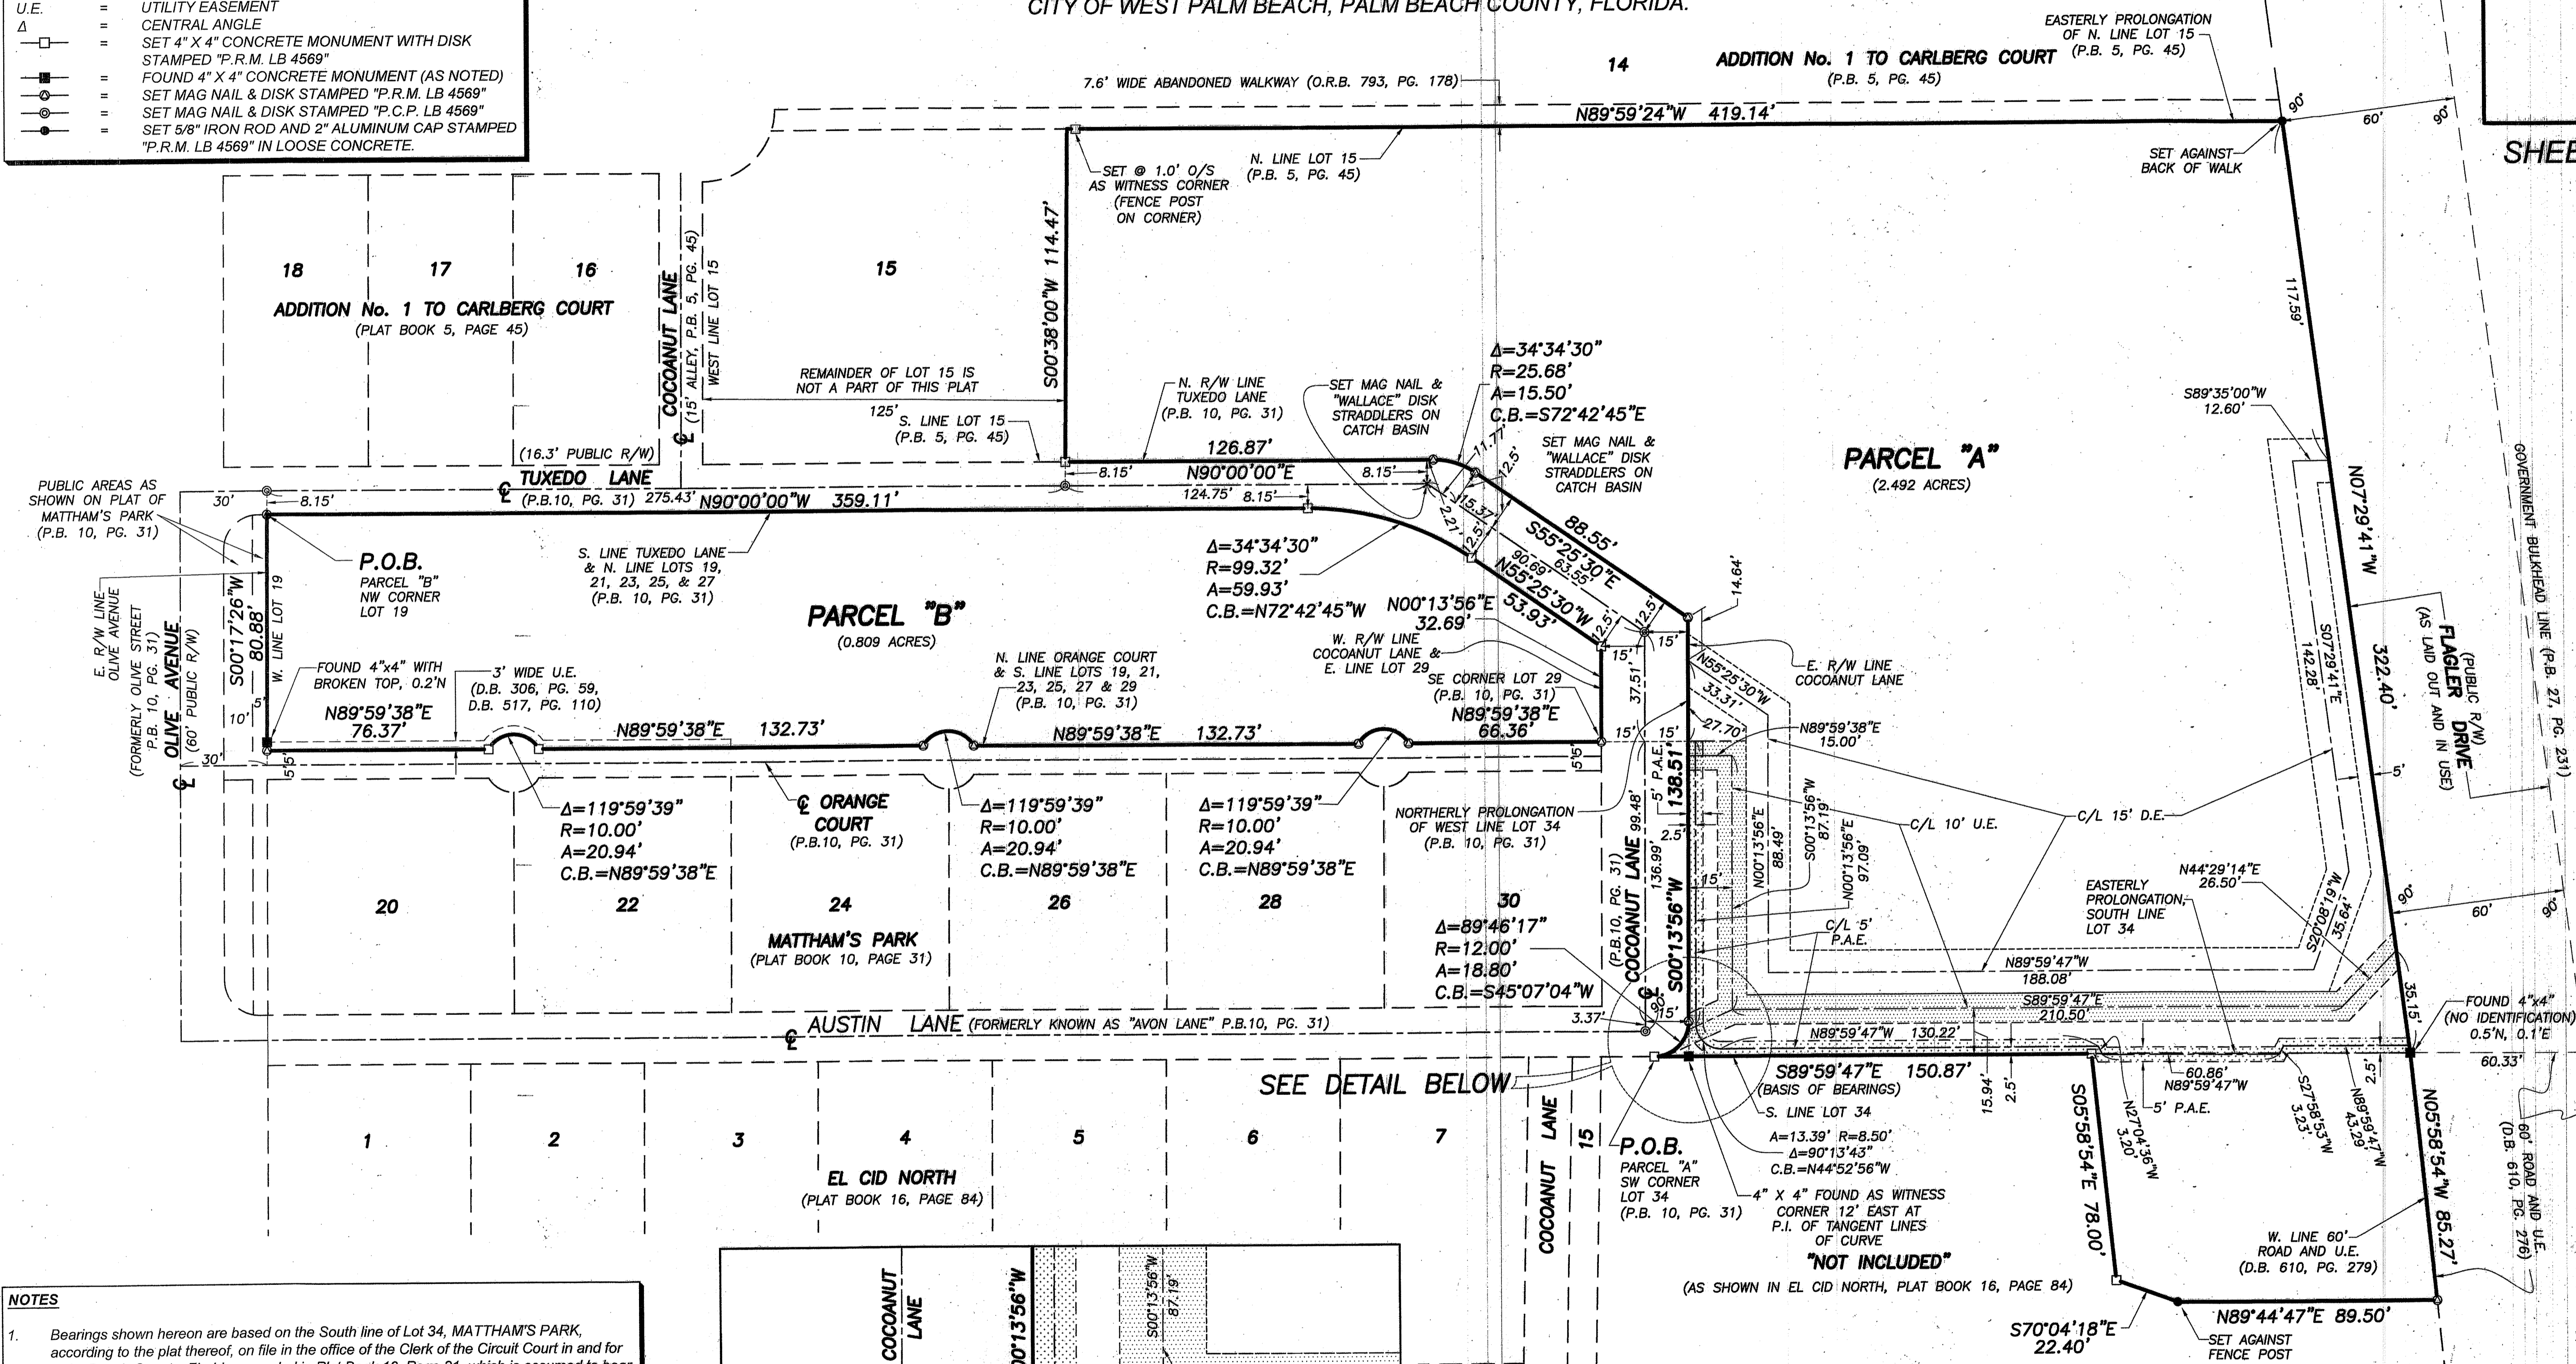 U.E. = UTILITY EASEMENT
Δ = CENTRAL ANGLE
= SET 4" X 4" CONCRETE MONUMENT WITH DISK
STAMPED "P.R.M. LB 4569"
= FOUND 4" X 4" CONCRETE MONUMENT (AS NOTED)
= SET MAG NAIL & DISK STAMPED "P.R.M. LB 4569"
= SET MAG NAIL & DISK STAMPED "P.C.P. LB 4569"
= SET 5/8" IRON ROD AND 2" ALUMINUM CAP STAMPED
"P.R.M. LB 4569" IN LOOSE CONCRETE.
CITY OF WEST PALM BEACH, PALM BEACH COUNTY, FLORIDA.
EASTERLY PROLONGATION
OF N. LINE LOT 15
(P.B. 5, PG. 45)
14
ADDITION No. 1 TO CARLBERG COURT
(P.B. 5, PG. 45)
7.6' WIDE ABANDONED WALKWAY (O.R.B. 793, PG. 178)
N89°59'24"W 419.14'
90°
60'
90°
SET AGAINST
BACK OF WALK
N. LINE LOT 15
(P.B. 5, PG. 45)
SET @ 1.0' O/S
AS WITNESS CORNER
(FENCE POST
ON CORNER)
S00°38'00"W 114.47'
18
17
16
15
ADDITION No. 1 TO CARLBERG COURT
(PLAT BOOK 5, PAGE 45)
COCOANUT LANE
(15' ALLEY, P.B. 5, PG. 45)
WEST LINE LOT 15
REMAINDER OF LOT 15 IS
NOT A PART OF THIS PLAT
125'
S. LINE LOT 15
(P.B. 5, PG. 45)
N. R/W LINE
TUXEDO LANE
(P.B. 10, PG. 31)
SET MAG NAIL &
"WALLACE" DISK
STRADDLERS ON
CATCH BASIN
Δ=34°34'30"
R=25.68'
A=15.50'
C.B.=S72°42'45"E
SET MAG NAIL &
"WALLACE" DISK
STRADDLERS ON
CATCH BASIN
117.59'
S89°35'00"W
12.60'
PARCEL "A"
(2.492 ACRES)
126.87'
N90°00'00"E
8.15'
8.15'
11.77'
12.5'
15.37'
2.21'
12.5'
124.75'
8.15'
PUBLIC AREAS AS
SHOWN ON PLAT OF
MATTHAM'S PARK
(P.B. 10, PG. 31)
30'
8.15'
(16.3' PUBLIC R/W)
TUXEDO LANE
(P.B.10, PG. 31) 275.43'
N90°00'00"W 359.11'
P.O.B.
PARCEL "B"
NW CORNER
LOT 19
S. LINE TUXEDO LANE
& N. LINE LOTS 19,
21, 23, 25, & 27
(P.B. 10, PG. 31)
Δ=34°34'30"
R=99.32'
A=59.93'
C.B.=N72°42'45"W
88.55'
S55°25'30"E
90.69'
63.55'
N55°25'30"W
53.93'
12.5'
12.5'
15'
15'
14.64'
N00°13'56"E
32.69'
W. R/W LINE
COCOANUT LANE &
E. LINE LOT 29
SE CORNER LOT 29
(P.B. 10, PG. 31)
N89°59'38"E
66.36'
37.51'
E. R/W LINE
COCOANUT LANE
N55°25'30"W
33.31'
27.70'
N89°59'38"E
15.00'
N07°29'41"W
322.40'
S07°29'41"E
142.28'
5'
FLAGLER DRIVE
(PUBLIC R/W)
(AS LAID OUT AND IN USE)
GOVERNMENT BULKHEAD LINE (P.B. 27, PG. 231)
PARCEL "B"
(0.809 ACRES)
S00°17'26"W
80.88'
W. LINE LOT 19
E. R/W LINE
OLIVE AVENUE
OLIVE AVENUE
(FORMERLY OLIVE STREET
P.B. 10, PG. 31)
(60' PUBLIC R/W)
10'
5'
30'
5'5'
FOUND 4"x4" WITH
BROKEN TOP, 0.2'N
3' WIDE U.E.
(D.B. 306, PG. 59,
D.B. 517, PG. 110)
N89°59'38"E
76.37'
N89°59'38"E 132.73'
N. LINE ORANGE COURT
& S. LINE LOTS 19, 21,
23, 25, 27 & 29
(P.B. 10, PG. 31)
N89°59'38"E 132.73'
15'
15'
5'5'
Δ=119°59'39"
R=10.00'
A=20.94'
C.B.=N89°59'38"E
℄ ORANGE
COURT
(P.B.10, PG. 31)
Δ=119°59'39"
R=10.00'
A=20.94'
C.B.=N89°59'38"E
Δ=119°59'39"
R=10.00'
A=20.94'
C.B.=N89°59'38"E
NORTHERLY PROLONGATION
OF WEST LINE LOT 34
(P.B. 10, PG. 31)
5' P.A.E.
2.5'
138.51'
S00°13'56"W
99.48'
136.99'
COCOANUT LANE
(P.B.10, PG. 31)
15'
N00°13'56"E
88.49'
S00°13'56"W
87.19'
N00°13'56"E
97.09'
C/L 10' U.E.
C/L 15' D.E.
C/L 5'
P.A.E.
EASTERLY
PROLONGATION,
SOUTH LINE
LOT 34
N44°29'14"E
26.50'
S20°08'19"W
35.64'
90°
60'
90°
20
22
24
26
28
30
MATTHAM'S PARK
(PLAT BOOK 10, PAGE 31)
Δ=89°46'17"
R=12.00'
A=18.80'
C.B.=S45°07'04"W
N89°59'47"W
188.08'
S89°59'47"E
210.50'
N89°59'47"W 130.22'
35.15'
FOUND 4"x4"
(NO IDENTIFICATION)
0.5'N, 0.1'E
60.33'
AUSTIN LANE (FORMERLY KNOWN AS "AVON LANE" P.B.10, PG. 31)
3.37'
90°
15'
SEE DETAIL BELOW
S89°59'47"E 150.87'
(BASIS OF BEARINGS)
S. LINE LOT 34
15.94'
2.5'
60.86'
N89°59'47"W
5' P.A.E.
N27°04'36"W
3.20'
S27°58'53"W
3.23'
N89°59'47"W
43.29'
2.5'
A=13.39' R=8.50'
Δ=90°13'43"
C.B.=N44°52'56"W
P.O.B.
PARCEL "A"
SW CORNER
LOT 34
(P.B. 10, PG. 31)
4" X 4" FOUND AS WITNESS
CORNER 12' EAST AT
P.I. OF TANGENT LINES
OF CURVE
"NOT INCLUDED"
(AS SHOWN IN EL CID NORTH, PLAT BOOK 16, PAGE 84)
S05°58'54"E 78.00'
N05°58'54"W 85.27'
60' ROAD AND U.E.
(D.B. 610, PG. 276)
W. LINE 60'
ROAD AND U.E.
(D.B. 610, PG. 279)
N89°44'47"E 89.50'
S70°04'18"E
22.40'
SET AGAINST
FENCE POST
1
2
3
4
5
6
7
15
COCOANUT LANE
EL CID NORTH
(PLAT BOOK 16, PAGE 84)
COCOANUT
LANE
00°13'56"W
S00°13'56"W
87.19'
NOTES
1. Bearings shown hereon are based on the South line of Lot 34, MATTHAM'S PARK,
according to the plat thereof, on file in the office of the Clerk of the Circuit Court in and for